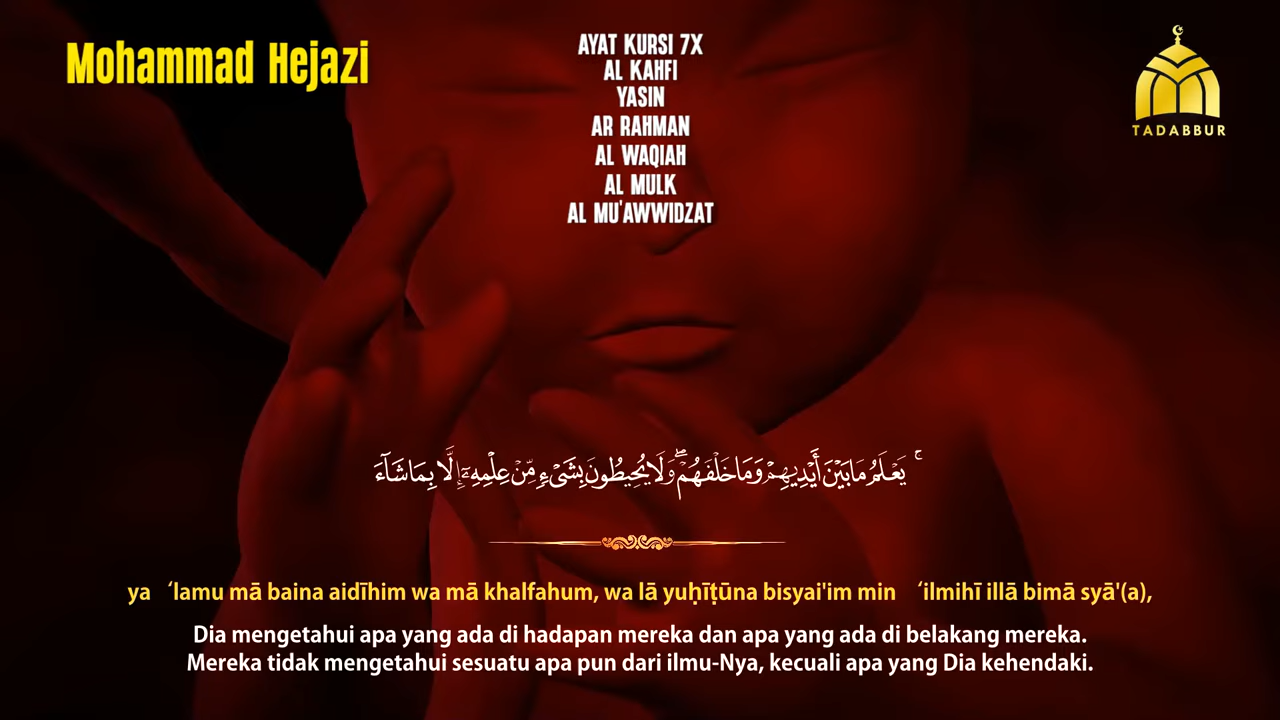 Mohammad Hejazi
AYAT KURSI 7X
AL KAHFI
YASIN
AR RAHMAN
AL WAQIAH
AL MULK
AL MU'AWWIDZAT
TADABBUR
يَعْلَمُ مَا بَيْنَ أَيْدِيهِمْ وَمَا خَلْفَهُمْ ۖ وَلَا يُحِيطُونَ بِشَىْءٍ مِّنْ عِلْمِهِۦٓ إِلَّا بِمَا شَآءَ ۚ
ya ‘lamu mā baina aidīhim wa mā khalfahum, wa lā yuḥīṭūna bisyai'im min ‘ilmihī illā bimā syā'(a),
Dia mengetahui apa yang ada di hadapan mereka dan apa yang ada di belakang mereka.
Mereka tidak mengetahui sesuatu apa pun dari ilmu-Nya, kecuali apa yang Dia kehendaki.